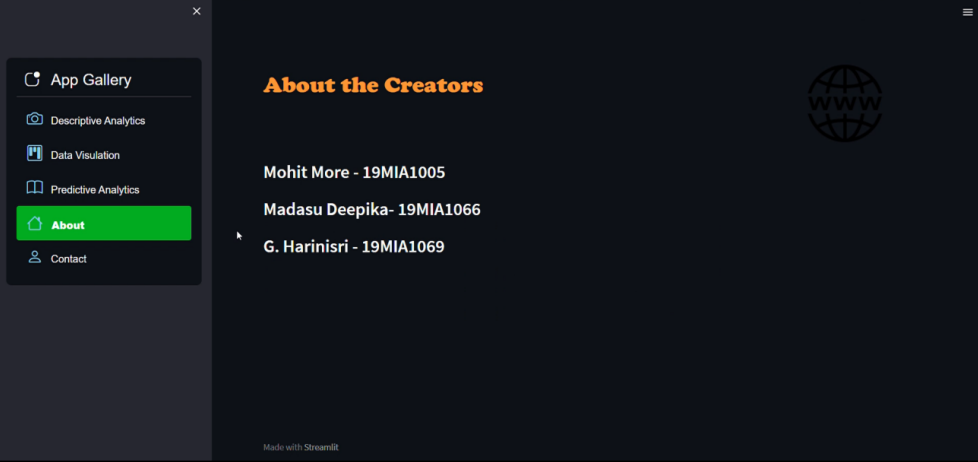 App Gallery
Descriptive Analytics
Data Visulation
Predictive Analytics
About
Contact
About the Creators
WWW
Mohit More - 19MIA1005
Madasu Deepika- 19MIA1066
G. Harinisri - 19MIA1069
Made with Streamlit